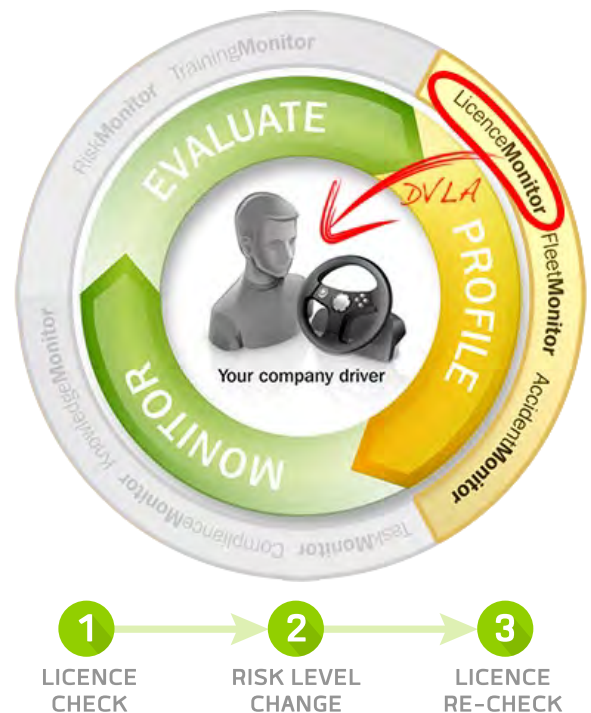 RiskMonitor
TrainingMonitor
LicenceMonitor
FleetMonitor
AccidentMonitor
TaskMonitor
ComplianceMonitor
KnowledgeMonitor
EVALUATE
PROFILE
MONITOR
DVLA
Your company driver
1
2
3
LICENCE
CHECK
RISK LEVEL
CHANGE
LICENCE
RE-CHECK